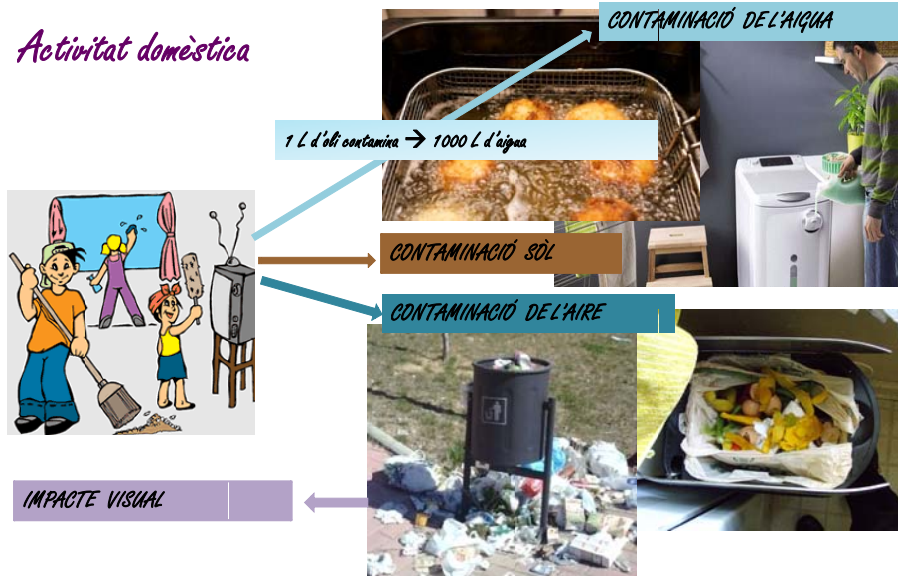 Activitat domèstica
CONTAMINACIÓ DE L'AIGUA
1 L d'oli contamina → 1000 L d'aigua
CONTAMINACIÓ SÒL
CONTAMINACIÓ DE L'AIRE
IMPACTE VISUAL